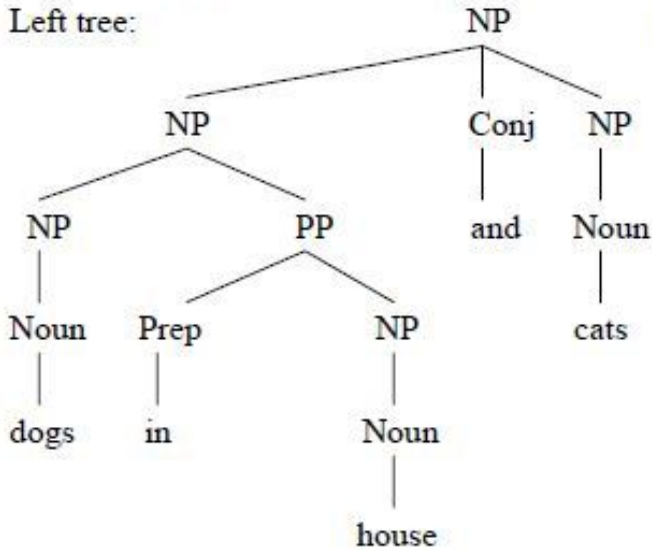 Left tree: NP
NP Conj NP
NP PP and Noun
Noun Prep NP cats
dogs in Noun
house